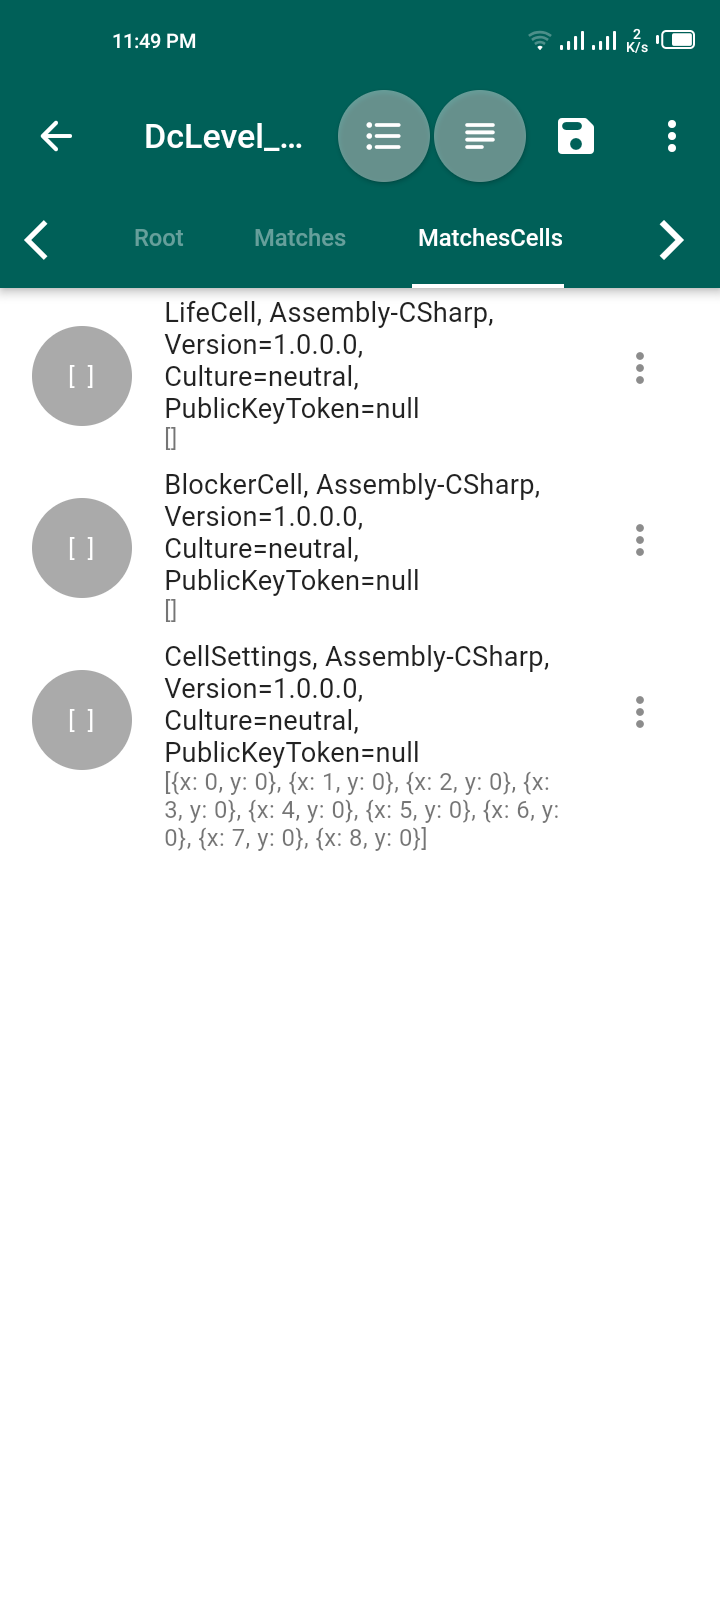 11:49 PM
2
K/s
DcLevel_...
Root
Matches
MatchesCells
[ ]
LifeCell, Assembly-CSharp,
Version=1.0.0.0,
Culture=neutral,
PublicKeyToken=null
[]
[ ]
BlockerCell, Assembly-CSharp,
Version=1.0.0.0,
Culture=neutral,
PublicKeyToken=null
[]
[ ]
CellSettings, Assembly-CSharp,
Version=1.0.0.0,
Culture=neutral,
PublicKeyToken=null
[{x: 0, y: 0}, {x: 1, y: 0}, {x: 2, y: 0}, {x:
3, y: 0}, {x: 4, y: 0}, {x: 5, y: 0}, {x: 6, y:
0}, {x: 7, y: 0}, {x: 8, y: 0}]